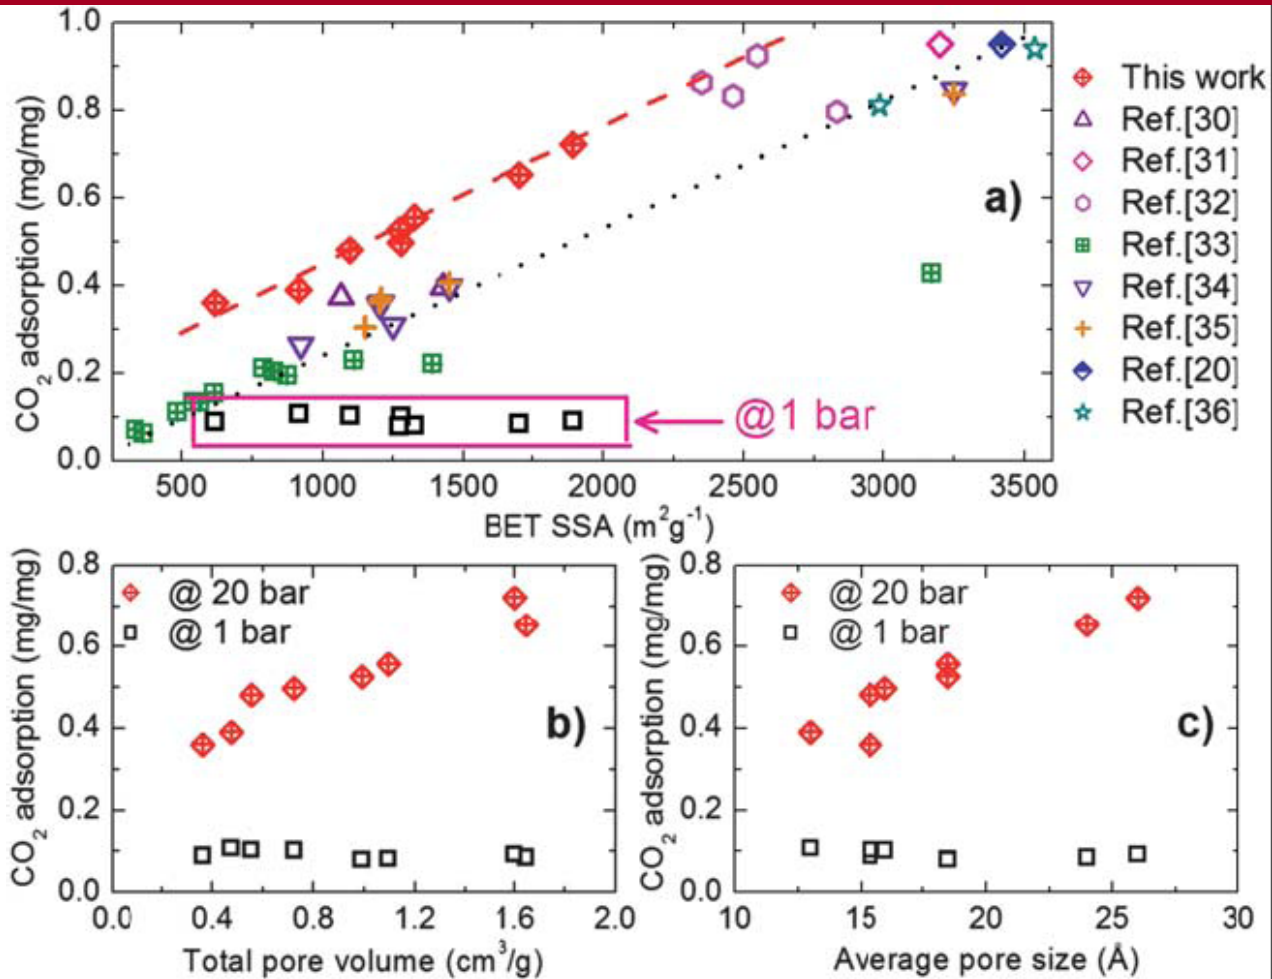 1.0
0.8
0.6
0.4
0.2
0.0
CO2 adsorption (mg/mg)
500 1000 1500 2000 2500 3000 3500
BET SSA (m²g⁻¹)
a)
@1 bar
This work
Ref.[30]
Ref.[31]
Ref.[32]
Ref.[33]
Ref.[34]
Ref.[35]
Ref.[20]
Ref.[36]
0.8
0.6
0.4
0.2
0.0
CO2 adsorption (mg/mg)
@ 20 bar
@ 1 bar
b)
0.0 0.4 0.8 1.2 1.6 2.0
Total pore volume (cm³/g)
0.8
0.6
0.4
0.2
0.0
CO2 adsorption (mg/mg)
@ 20 bar
@ 1 bar
c)
10 15 20 25 30
Average pore size (Å)